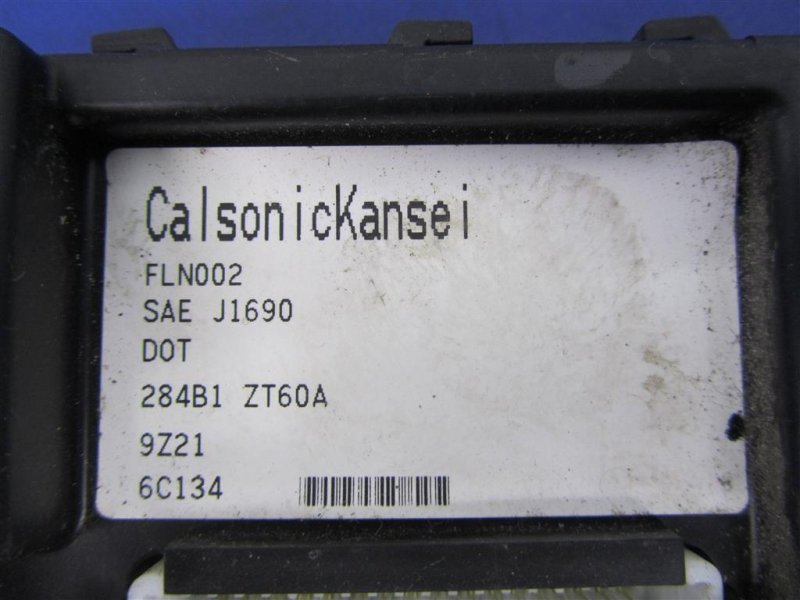 CalsonicKansei
FLN002
SAE J1690
DOT
284B1 ZT60A
9Z21
6C134